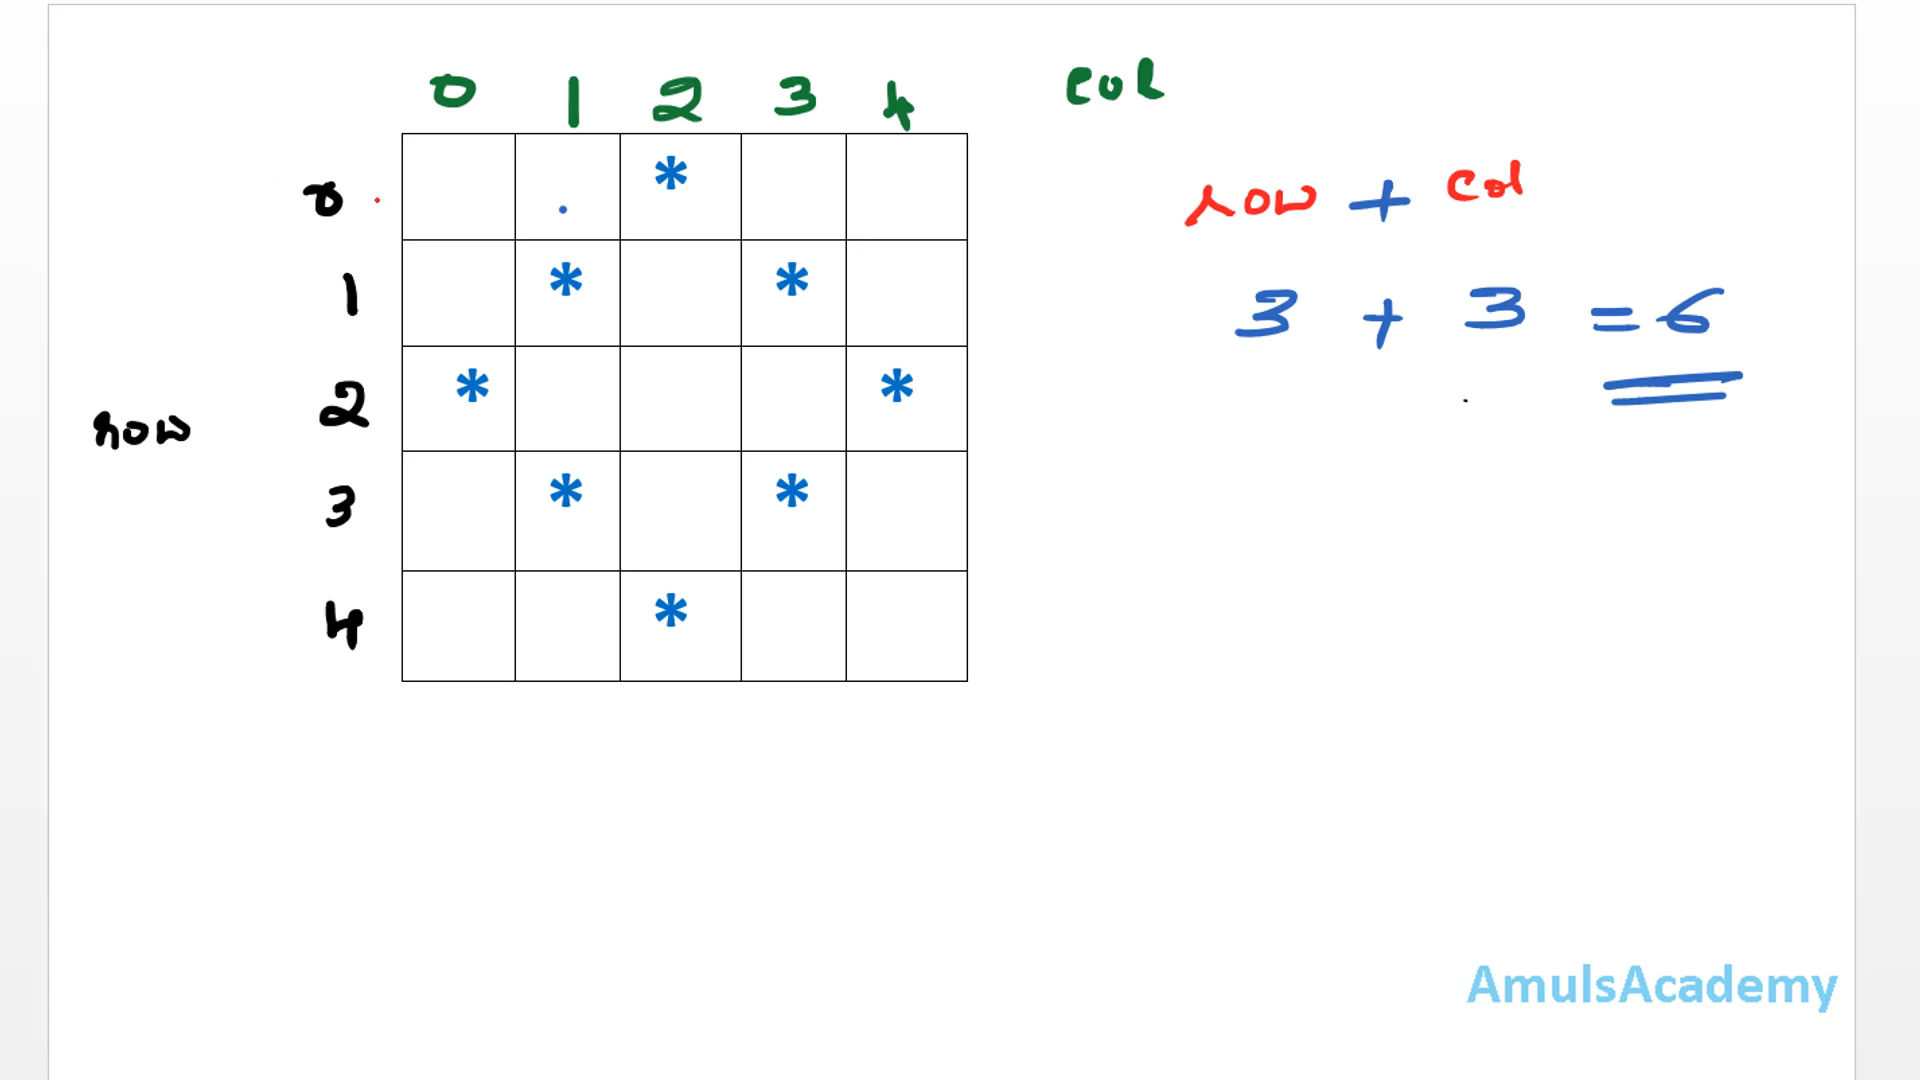 0 1 2 3 4 col
0 *
1 * *
row 2 * *
3 * *
4 *
row + col
3 + 3 = 6
AmulsAcademy